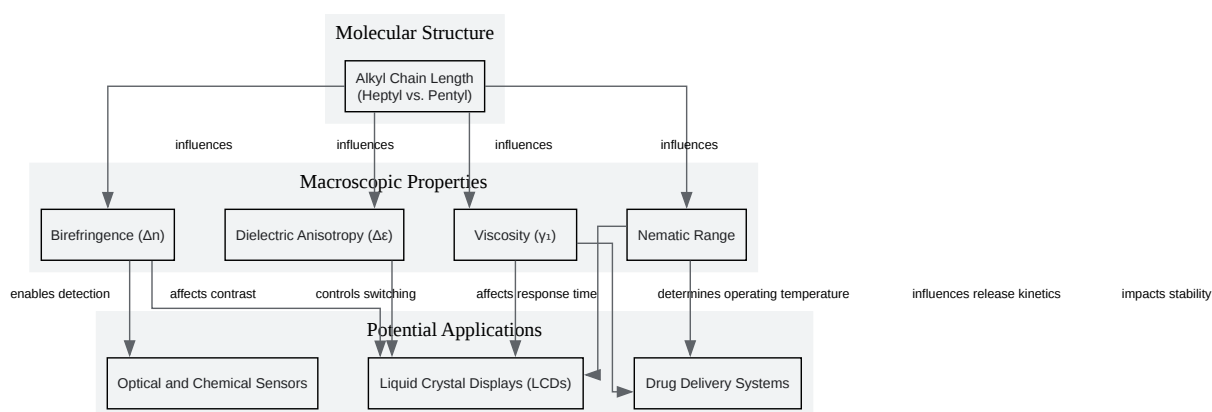 Molecular Structure
Alkyl Chain Length
(Heptyl vs. Pentyl)
influences
influences
influences
influences
Macroscopic Properties
Birefringence (Δn)
Dielectric Anisotropy (Δε)
Viscosity (γ₁)
Nematic Range
enables detection
affects contrast
controls switching
affects response time
determines operating temperature
influences release kinetics
impacts stability
Potential Applications
Optical and Chemical Sensors
Liquid Crystal Displays (LCDs)
Drug Delivery Systems